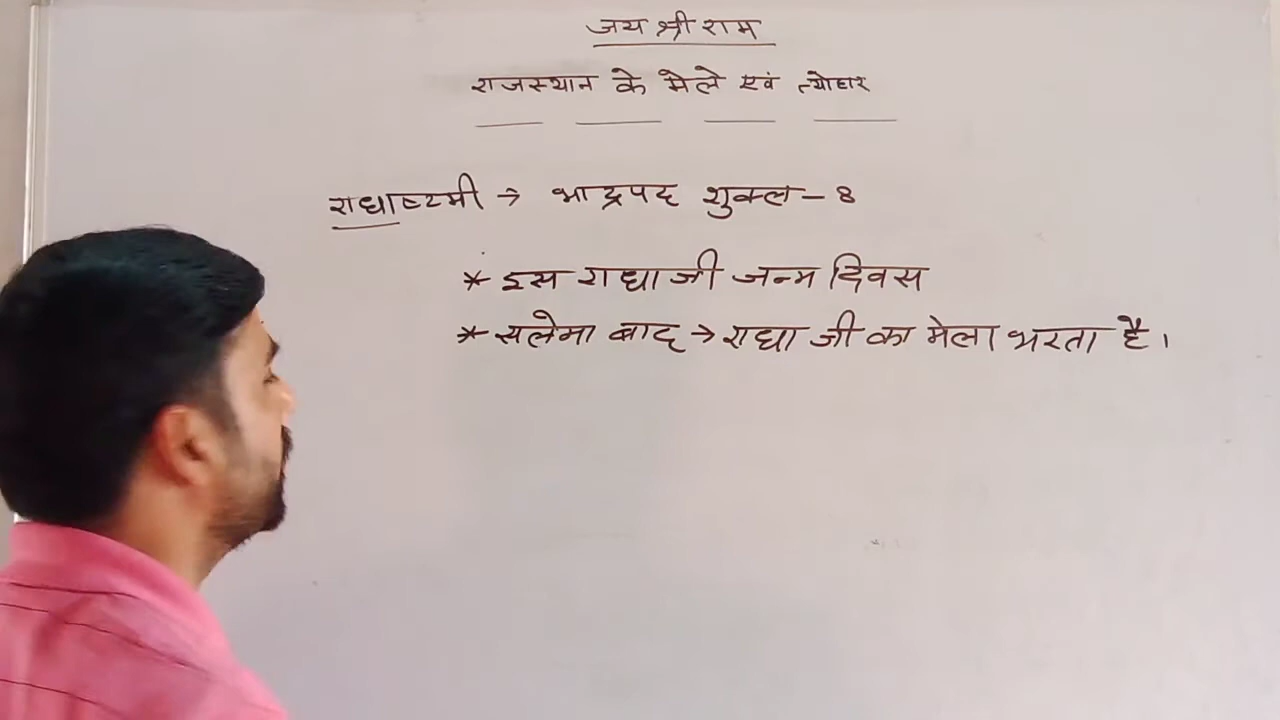 जय श्री राम
राजस्थान के मेले एवं त्योहार
राधाष्टमी → भाद्रपद शुक्ल - 8
* इस राधा जी जन्म दिवस
* सलेमा बाद → राधा जी का मेला भरता है।